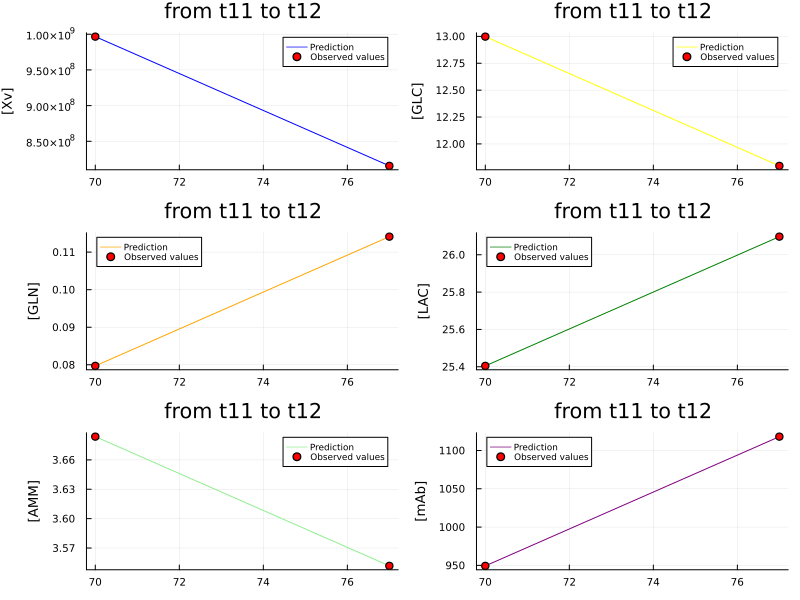 from t11 to t12
[Xv]
1.00×10⁹
9.50×10⁸
9.00×10⁸
8.50×10⁸
Prediction
Observed values
70 72 74 76
from t11 to t12
[GLC]
13.00
12.75
12.50
12.25
12.00
Prediction
Observed values
70 72 74 76
from t11 to t12
[GLN]
0.11
0.10
0.09
0.08
Prediction
Observed values
70 72 74 76
from t11 to t12
[LAC]
26.0
25.8
25.6
25.4
Prediction
Observed values
70 72 74 76
from t11 to t12
[AMM]
3.66
3.63
3.60
3.57
Prediction
Observed values
70 72 74 76
from t11 to t12
[mAb]
1100
1050
1000
950
Prediction
Observed values
70 72 74 76